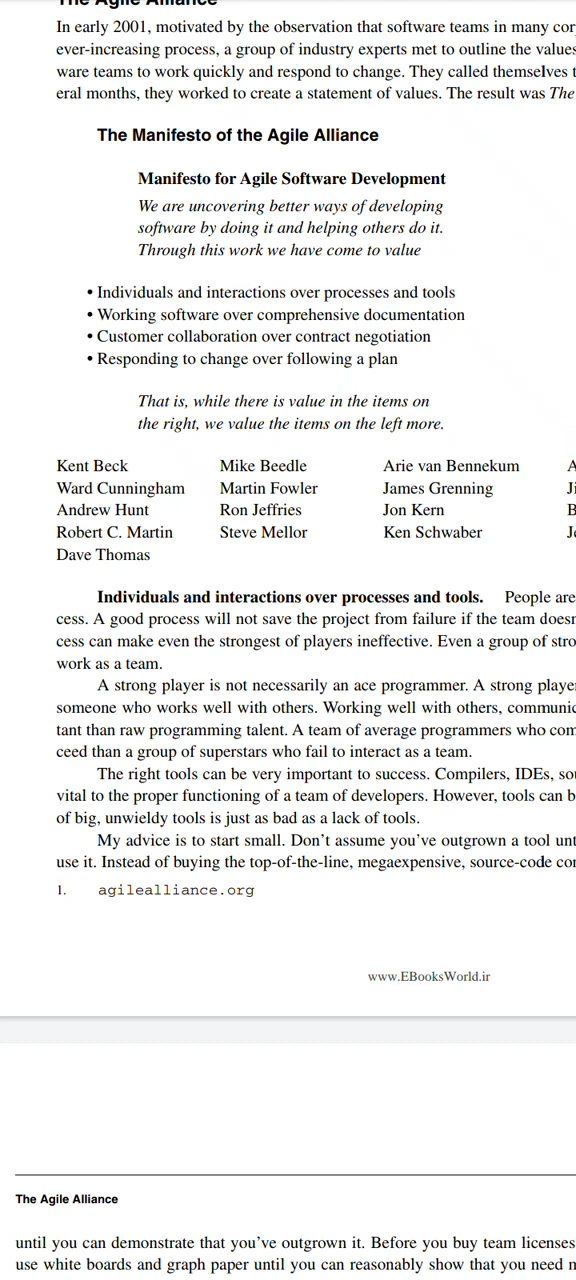 The Agile Alliance
In early 2001, motivated by the observation that software teams in many
ever-increasing process, a group of industry experts met to outline the values
ware teams to work quickly and respond to change. They called themselves
eral months, they worked to create a statement of values. The result was The
The Manifesto of the Agile Alliance
Manifesto for Agile Software Development
We are uncovering better ways of developing
software by doing it and helping others do it.
Through this work we have come to value
• Individuals and interactions over processes and tools
• Working software over comprehensive documentation
• Customer collaboration over contract negotiation
• Responding to change over following a plan
That is, while there is value in the items on
the right, we value the items on the left more.
Kent Beck Mike Beedle Arie van Bennekum
Ward Cunningham Martin Fowler James Grenning
Andrew Hunt Ron Jeffries Jon Kern
Robert C. Martin Steve Mellor Ken Schwaber
Dave Thomas
Individuals and interactions over processes and tools. People are
cess. A good process will not save the project from failure if the team
cess can make even the strongest of players ineffective. Even a group of
work as a team.
A strong player is not necessarily an ace programmer. A strong
someone who works well with others. Working well with others,
tant than raw programming talent. A team of average programmers who
ceed than a group of superstars who fail to interact as a team.
The right tools can be very important to success. Compilers, IDEs,
vital to the proper functioning of a team of developers. However, tools can
of big, unwieldy tools is just as bad as a lack of tools.
My advice is to start small. Don’t assume you’ve outgrown a tool
use it. Instead of buying the top-of-the-line, megaexpensive, source-code
1. agilealliance.org
www.EBooksWorld.ir
The Agile Alliance
until you can demonstrate that you’ve outgrown it. Before you buy team licenses
use white boards and graph paper until you can reasonably show that you need